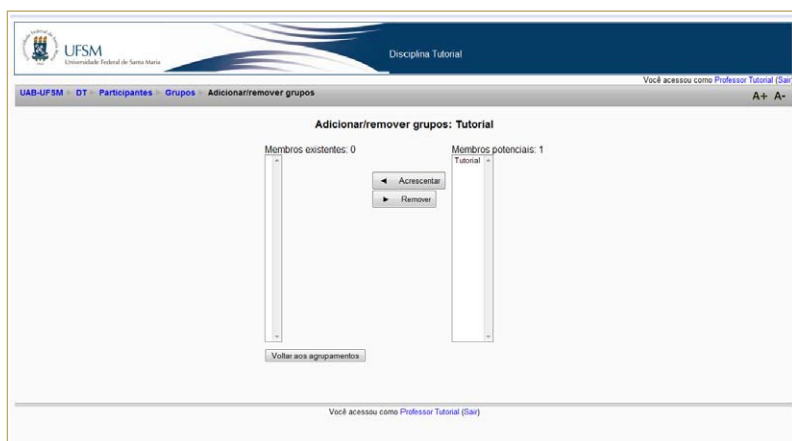 UFSM
Universidade Federal de Santa Maria
Disciplina Tutorial
Você acessou como Professor Tutorial (Sair)
UAB-UFSM ► DT ► Participantes ► Grupos ► Adicionar/remover grupos
A+ A-
Adicionar/remover grupos: Tutorial
Membros existentes: 0
Membros potenciais: 1
Tutorial
◄ Acrescentar
► Remover
Voltar aos agrupamentos
Você acessou como Professor Tutorial (Sair)